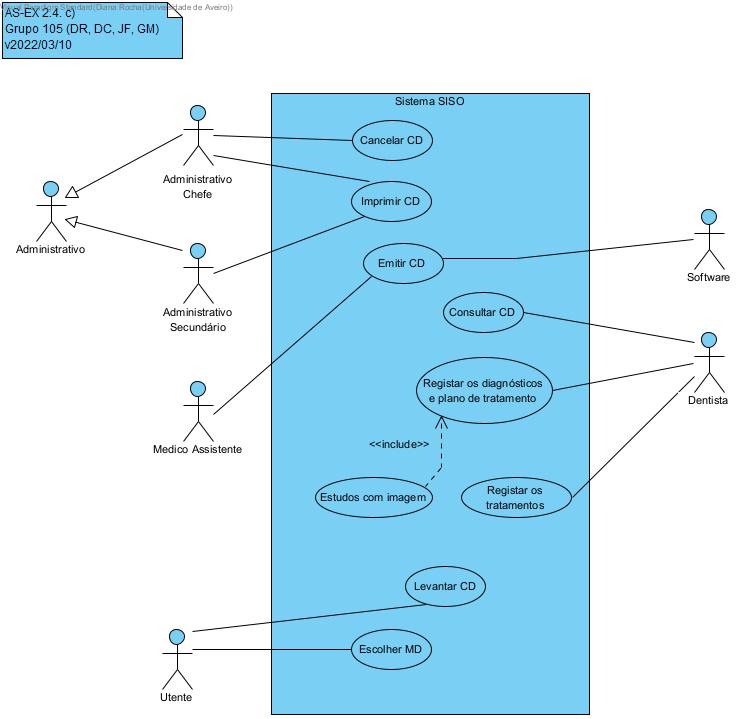 Visual Paradigm Standard(Diana Rocha(Universidade de Aveiro))
AS-EX 2.4. c)
Grupo 105 (DR, DC, JF, GM)
v2022/03/10
Sistema SISO
Cancelar CD
Administrativo
Chefe
Imprimir CD
Administrativo
Emitir CD
Software
Administrativo
Secundário
Consultar CD
Registar os diagnósticos
e plano de tratamento
Dentista
Medico Assistente
<<include>>
Estudos com imagem
Registar os
tratamentos
Levantar CD
Escolher MD
Utente